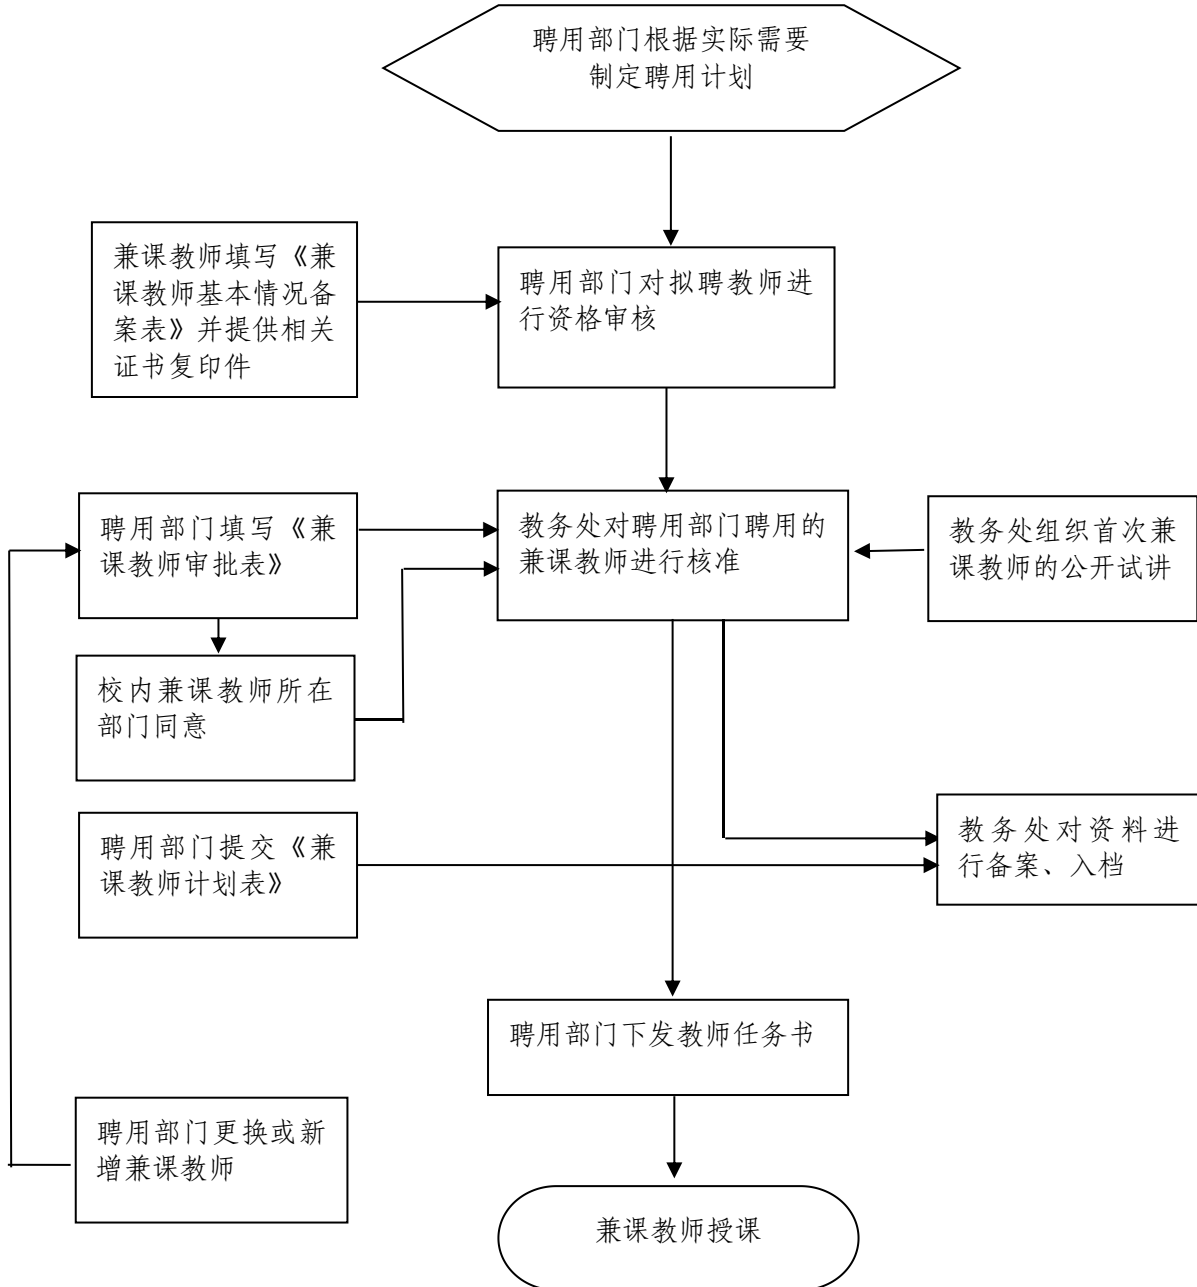 聘用部门根据实际需要
制定聘用计划
兼课教师填写《兼
课教师基本情况备
案表》并提供相关
证书复印件
聘用部门对拟聘教师进
行资格审核
聘用部门填写《兼
课教师审批表》
教务处对聘用部门聘用的
兼课教师进行核准
教务处组织首次兼
课教师的公开试讲
校内兼课教师所在
部门同意
聘用部门提交《兼
课教师计划表》
教务处对资料进
行备案、入档
聘用部门下发教师任务书
聘用部门更换或新
增兼课教师
兼课教师授课